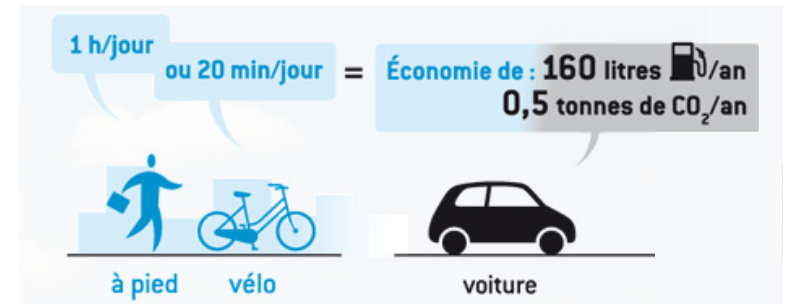 1 h/jour
ou 20 min/jour
=
Économie de : 160 litres /an
0,5 tonnes de CO₂/an
à pied
vélo
voiture